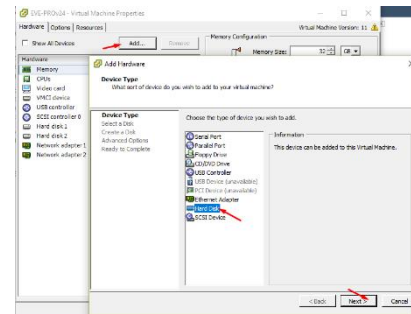 EVE-PROv24 - Virtual Machine Properties
Hardware Options Resources
Virtual Machine Version: 11
Show All Devices
Add...
Remove
Memory Configuration
Memory Size: 32 GB
Hardware
Memory
CPUs
Video card
VMCI device
USB controller
SCSI controller 0
Hard disk 1
Hard disk 2
Network adapter 1
Network adapter 2
Add Hardware
Device Type
What sort of device do you wish to add to your virtual machine?
Device Type
Select a Disk
Create a Disk
Advanced Options
Ready to Complete
Choose the type of device you wish to add.
Serial Port
Parallel Port
Floppy Drive
CD/DVD Drive
USB Controller
USB Device (unavailable)
PCI Device (unavailable)
Ethernet Adapter
Hard Disk
SCSI Device
Information
This device can be added to this Virtual Machine.
< Back
Next >
Cancel